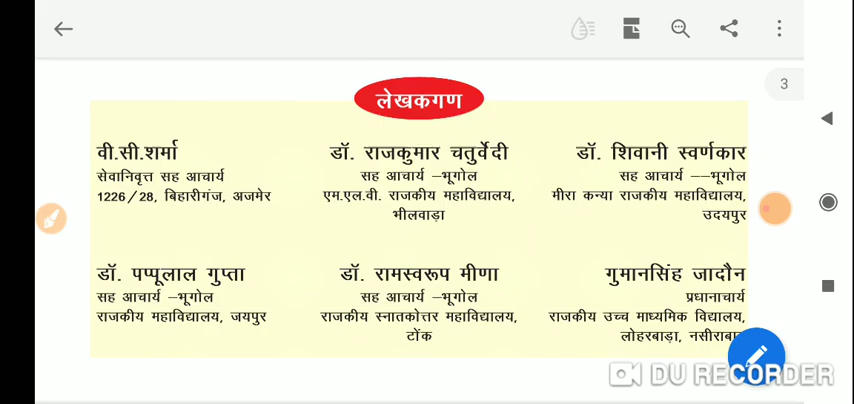 3
लेखकगण
वी.सी.शर्मा
सेवानिवृत्त सह आचार्य
1226/28, बिहारीगंज, अजमेर
डॉ. राजकुमार चतुर्वेदी
सह आचार्य –भूगोल
एम.एल.वी. राजकीय महाविद्यालय,
भीलवाड़ा
डॉ. शिवानी स्वर्णकार
सह आचार्य ––भूगोल
मीरा कन्या राजकीय महाविद्यालय,
उदयपुर
डॉ. पप्पूलाल गुप्ता
सह आचार्य –भूगोल
राजकीय महाविद्यालय, जयपुर
डॉ. रामस्वरूप मीणा
सह आचार्य –भूगोल
राजकीय स्नातकोत्तर महाविद्यालय,
टोंक
गुमानसिंह जादौन
प्रधानाचार्य
राजकीय उच्च माध्यमिक विद्यालय,
लोहरबाड़ा,
DU RECORDER